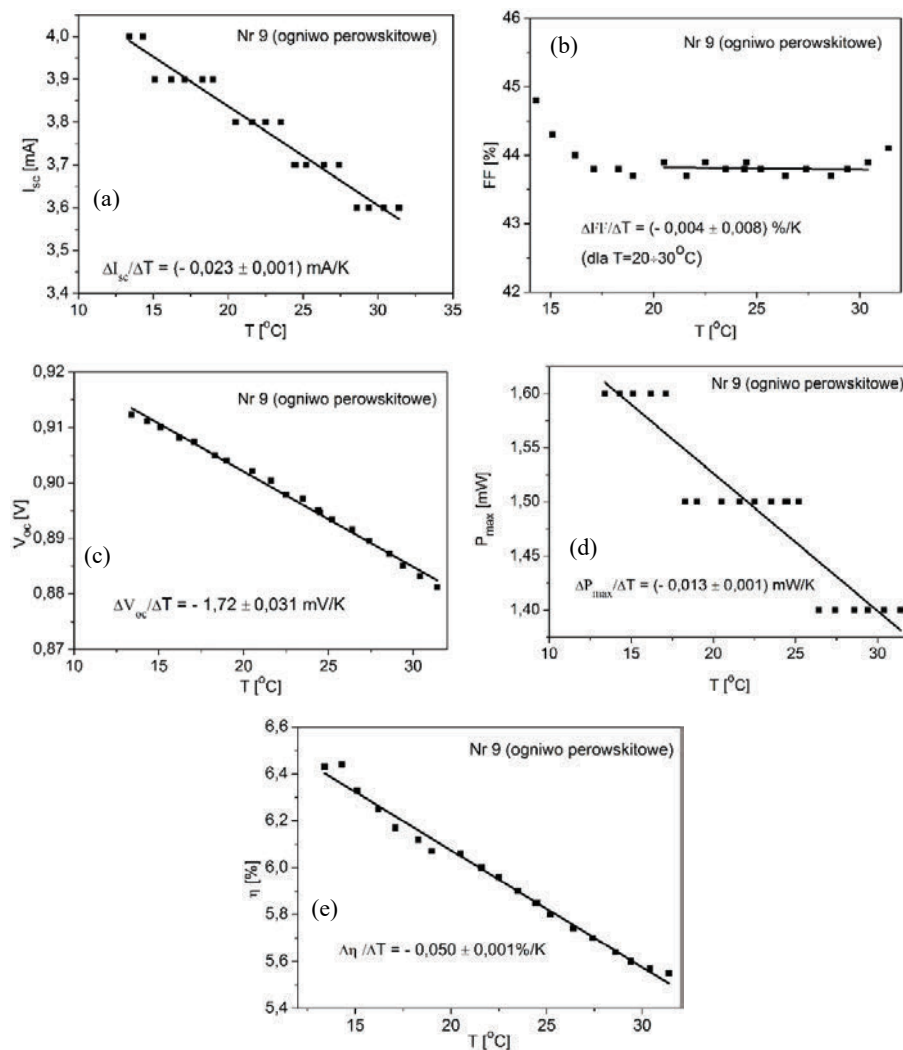 Nr 9 (ogniwo perowskitowe)
4,0
3,9
3,8
3,7
3,6
3,5
3,4
I_sc [mA]
(a)
ΔI_sc/ΔT = (- 0,023 ± 0,001) mA/K
10 15 20 25 30 35
T [°C]
(b)
Nr 9 (ogniwo perowskitowe)
46
45
44
43
42
FF [%]
ΔFF/ΔT = (- 0,004 ± 0,008) %/K
(dla T=20÷30°C)
15 20 25 30
T [°C]
Nr 9 (ogniwo perowskitowe)
0,92
0,91
0,90
0,89
0,88
0,87
V_oc [V]
(c)
ΔV_oc/ΔT = - 1,72 ± 0,031 mV/K
10 15 20 25 30
T [°C]
Nr 9 (ogniwo perowskitowe)
1,60
1,55
1,50
1,45
1,40
P_max [mW]
(d)
ΔP_max/ΔT = (- 0,013 ± 0,001) mW/K
10 15 20 25 30
T [°C]
Nr 9 (ogniwo perowskitowe)
6,6
6,4
6,2
6,0
5,8
5,6
5,4
η [%]
(e)
Δη /ΔT = - 0,050 ± 0,001%/K
15 20 25 30
T [°C]